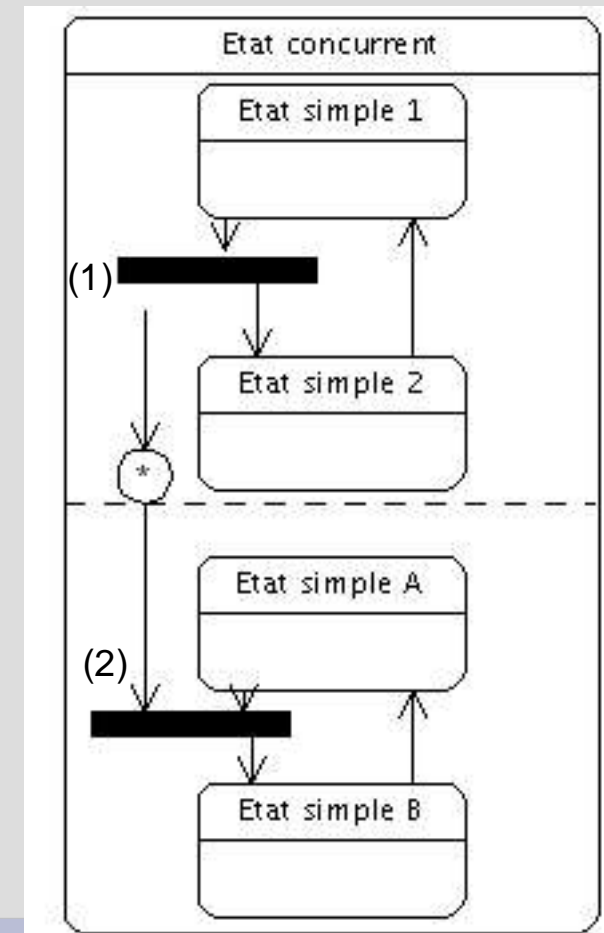 Etat concurrent
Etat simple 1
(1)
Etat simple 2
*
Etat simple A
(2)
Etat simple B